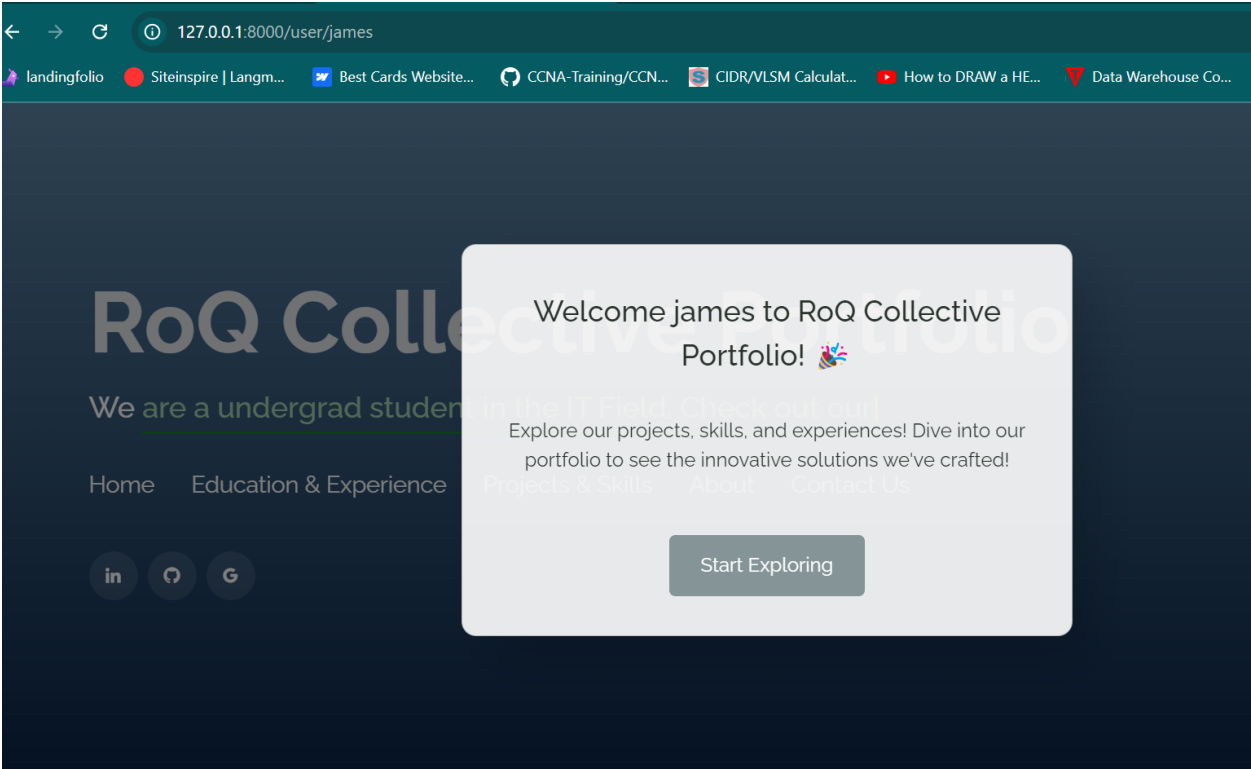 127.0.0.1:8000/user/james
landingfolio Siteinspire | Langm... Best Cards Website... CCNA-Training/CCN... CIDR/VLSM Calculat... How to DRAW a HE... Data Warehouse Co...
RoQ Collective Portfolio
We are a undergrad student in the IT Field. Check out our|
Home Education & Experience Projects & Skills About Contact Us
in G
Welcome james to RoQ Collective
Portfolio! 🎉
Explore our projects, skills, and experiences! Dive into our
portfolio to see the innovative solutions we've crafted!
Start Exploring